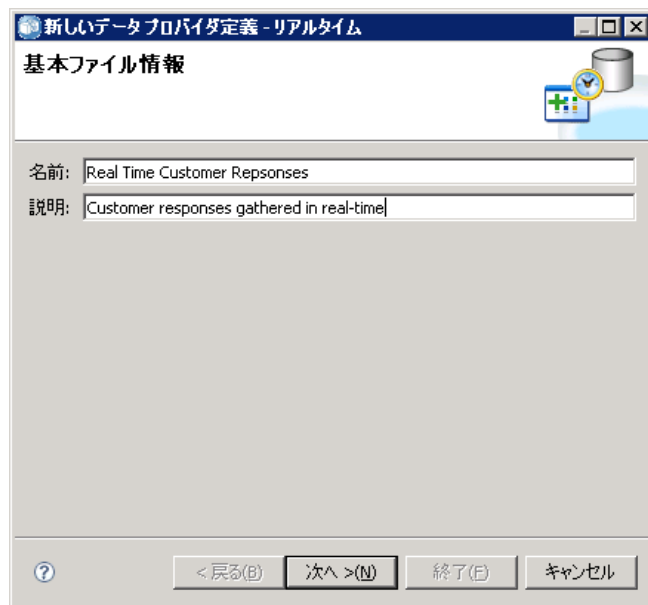 新しいデータ プロバイダ定義 - リアルタイム
基本ファイル情報
名前: Real Time Customer Repsonses
説明: Customer responses gathered in real-time
?
< 戻る(B) 次へ >(N) 終了(F) キャンセル